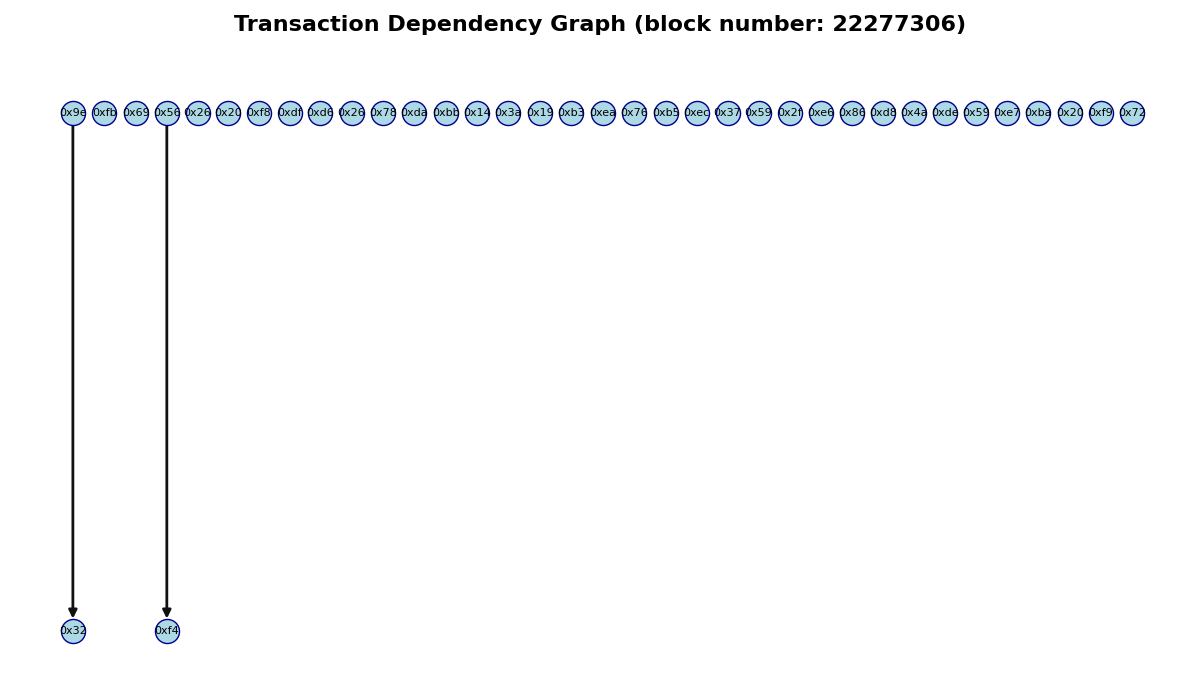 Transaction Dependency Graph (block number: 22277306)
0x9e 0xfb 0x69 0x56 0x26 0x20 0xf8 0xdf 0xd6 0x26 0x78 0xda 0xbb 0x14 0x3a 0x19 0xb3 0xea 0x76 0xb5 0xec 0x37 0x59 0x2f 0xe6 0x86 0xd8 0x4a 0xde 0x59 0xe7 0xba 0x20 0xf9 0x72
0x32 0xf4